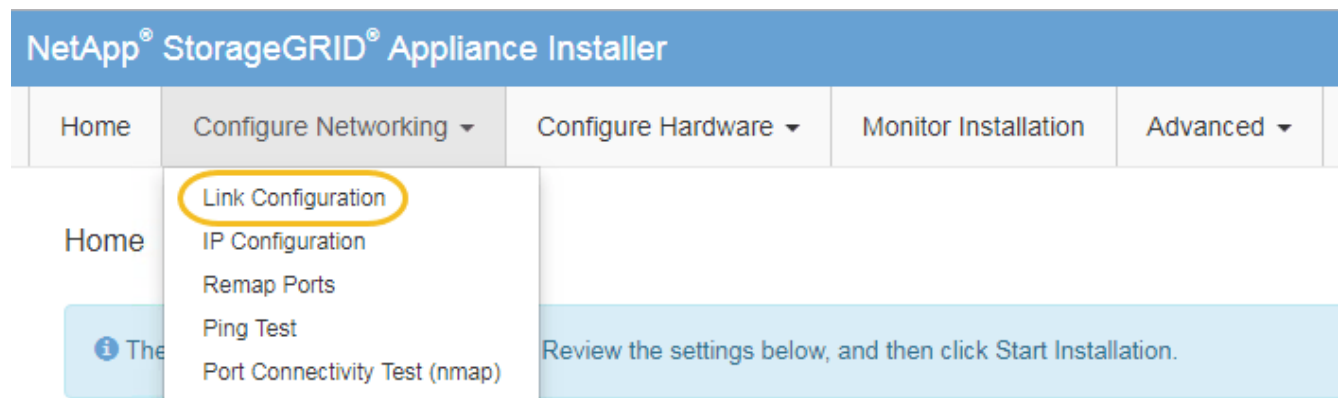 NetApp® StorageGRID® Appliance Installer
Home Configure Networking Configure Hardware Monitor Installation Advanced
Link Configuration
Home
IP Configuration
Remap Ports
Ping Test
The Review the settings below, and then click Start Installation.
Port Connectivity Test (nmap)